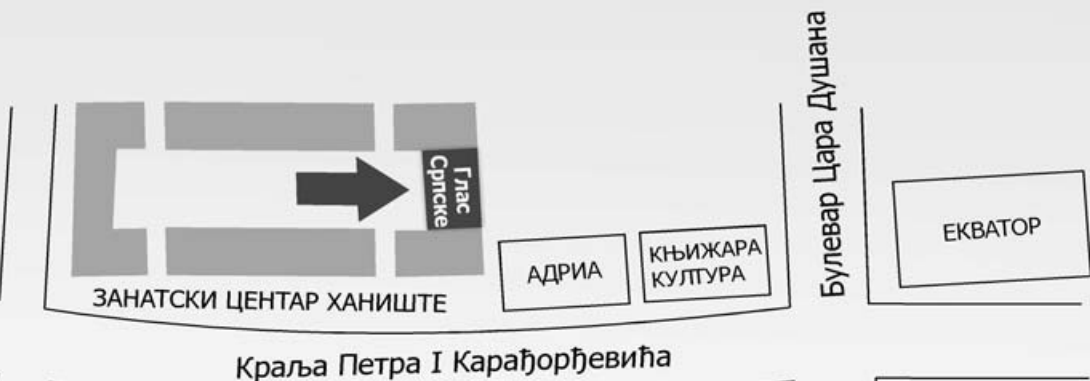 Булевар Цара Душана
Глас
Српске
ЕКВАТОР
КЊИЖАРА
КУЛТУРА
АДРИА
ЗАНАТСКИ ЦЕНТАР ХАНИШТЕ
Краља Петра I Карађорђевића